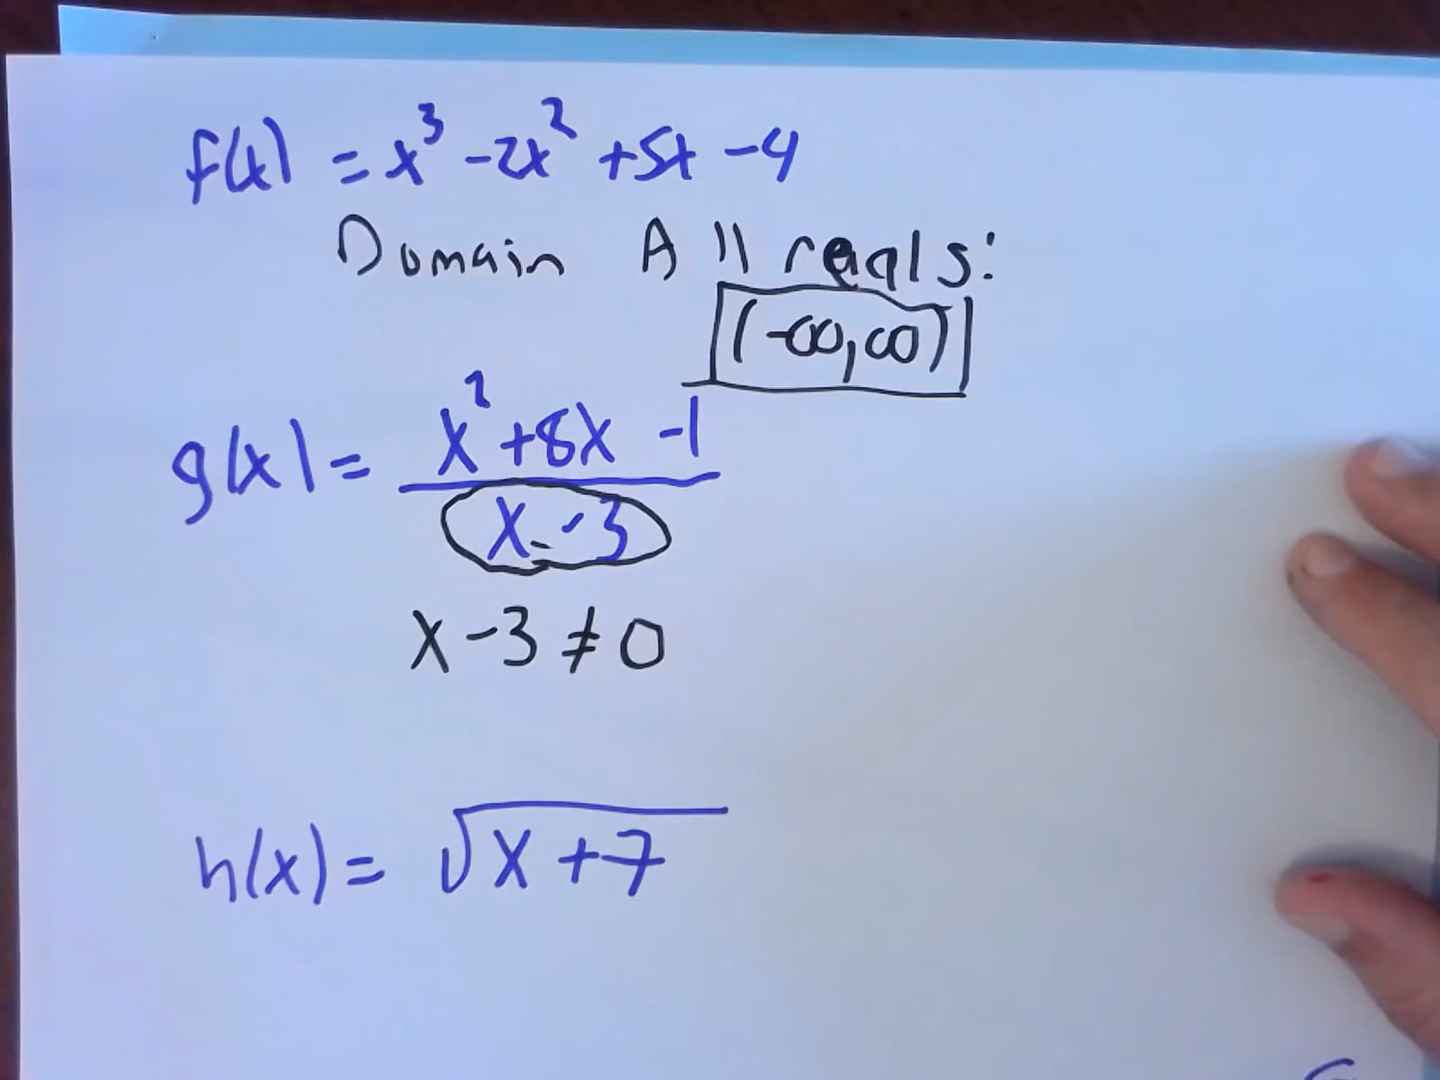 f(x) = x³ - 2x² + 5x - 4
Domain All reals:
(-∞,∞)
g(x) = x² + 8x - 1
x - 3
x - 3 ≠ 0
h(x) = √x + 7